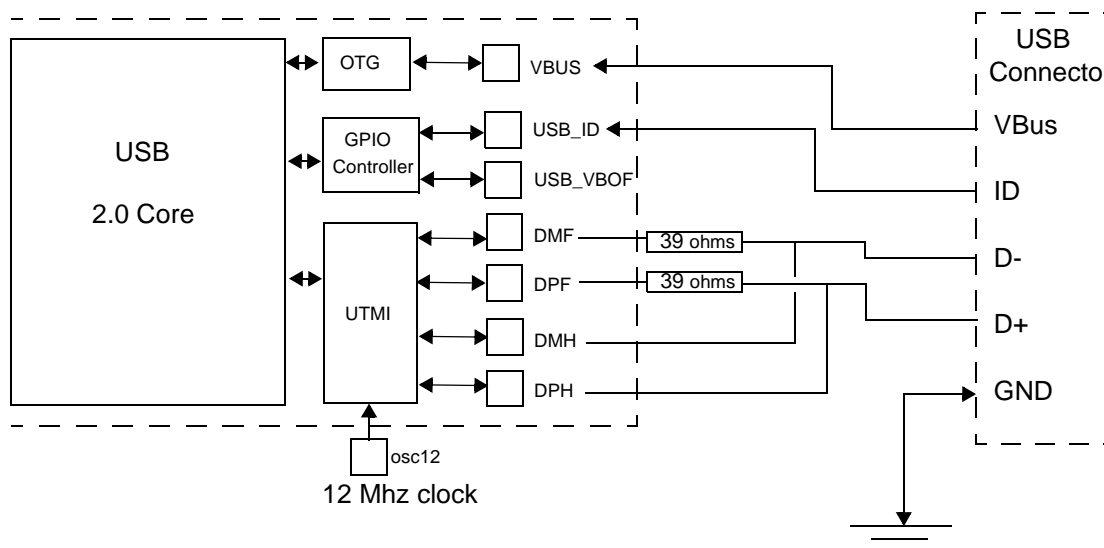 USB
2.0 Core
OTG
GPIO
Controller
UTMI
VBUS
USB_ID
USB_VBOF
DMF
DPF
DMH
DPH
39 ohms
39 ohms
osc12
12 Mhz clock
USB
Connecto
VBus
ID
D-
D+
GND